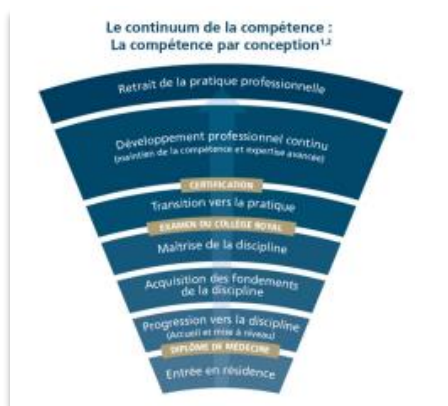 Le continuum de la compétence :
La compétence par conception1,2
Retrait de la pratique professionnelle
Développement professionnel continu
(maintien de la compétence et expertise avancée)
CERTIFICATION
Transition vers la pratique
EXAMEN DU COLLÈGE ROYAL
Maîtrise de la discipline
Acquisition des fondements
de la discipline
Progression vers la discipline
(Accueil et mise à niveau)
DIPLÔME DE MÉDECINE
Entrée en résidence